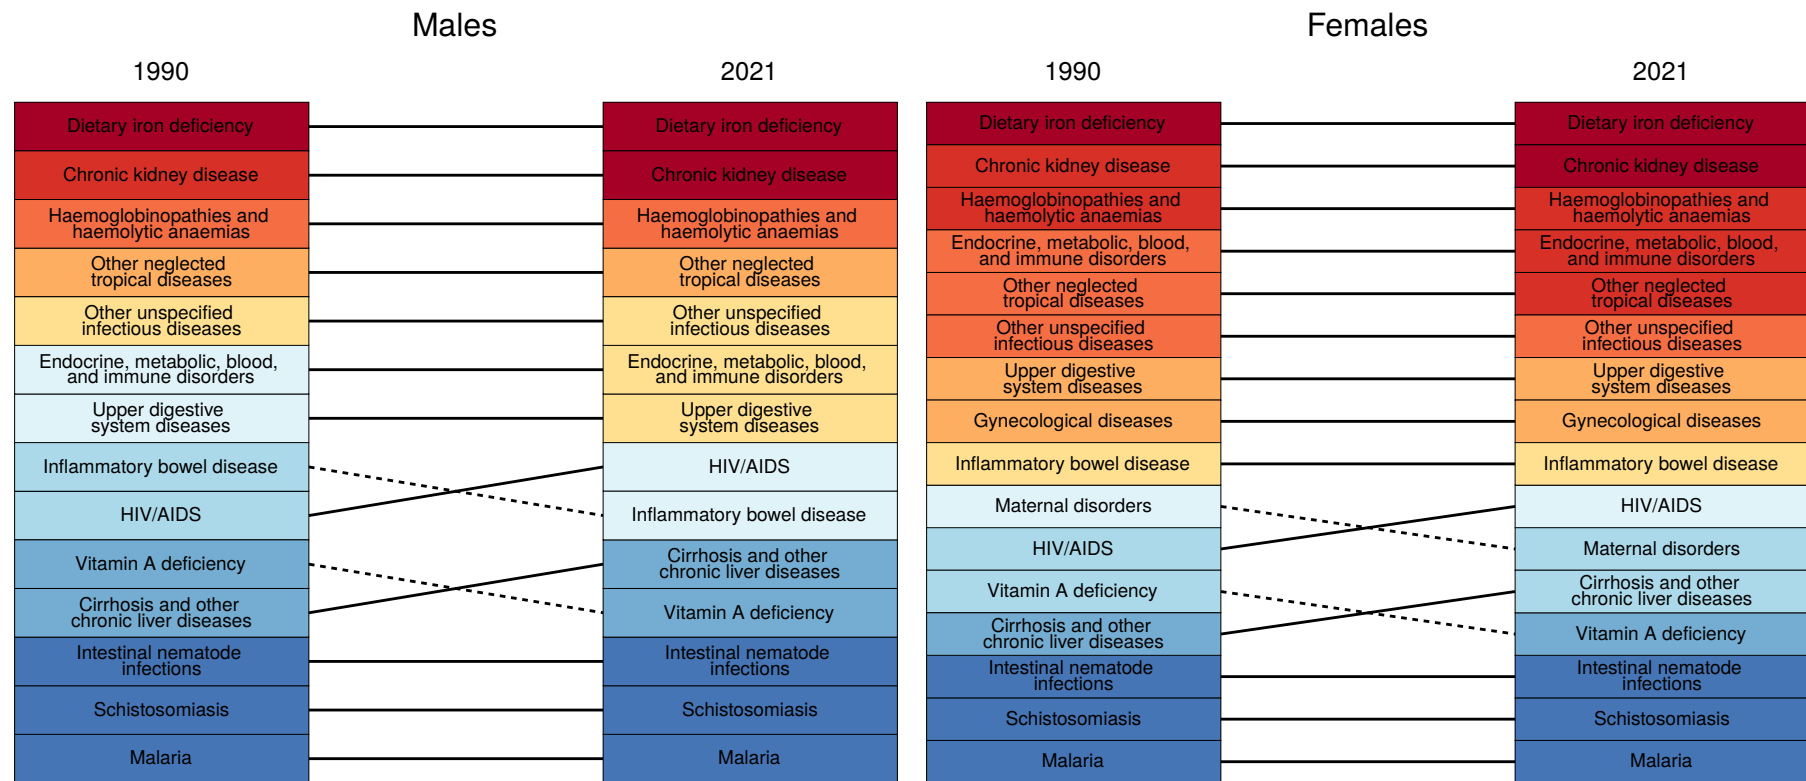 Males
1990
2021
Dietary iron deficiency
Chronic kidney disease
Haemoglobinopathies and
haemolytic anaemias
Other neglected
tropical diseases
Other unspecified
infectious diseases
Endocrine, metabolic, blood,
and immune disorders
Upper digestive
system diseases
Inflammatory bowel disease
HIV/AIDS
Vitamin A deficiency
Cirrhosis and other
chronic liver diseases
Intestinal nematode
infections
Schistosomiasis
Malaria
Dietary iron deficiency
Chronic kidney disease
Haemoglobinopathies and
haemolytic anaemias
Other neglected
tropical diseases
Other unspecified
infectious diseases
Endocrine, metabolic, blood,
and immune disorders
Upper digestive
system diseases
HIV/AIDS
Inflammatory bowel disease
Cirrhosis and other
chronic liver diseases
Vitamin A deficiency
Intestinal nematode
infections
Schistosomiasis
Malaria
Females
1990
2021
Dietary iron deficiency
Chronic kidney disease
Haemoglobinopathies and
haemolytic anaemias
Endocrine, metabolic, blood,
and immune disorders
Other neglected
tropical diseases
Other unspecified
infectious diseases
Upper digestive
system diseases
Gynecological diseases
Inflammatory bowel disease
Maternal disorders
HIV/AIDS
Vitamin A deficiency
Cirrhosis and other
chronic liver diseases
Intestinal nematode
infections
Schistosomiasis
Malaria
Dietary iron deficiency
Chronic kidney disease
Haemoglobinopathies and
haemolytic anaemias
Endocrine, metabolic, blood,
and immune disorders
Other neglected
tropical diseases
Other unspecified
infectious diseases
Upper digestive
system diseases
Gynecological diseases
Inflammatory bowel disease
HIV/AIDS
Maternal disorders
Cirrhosis and other
chronic liver diseases
Vitamin A deficiency
Intestinal nematode
infections
Schistosomiasis
Malaria